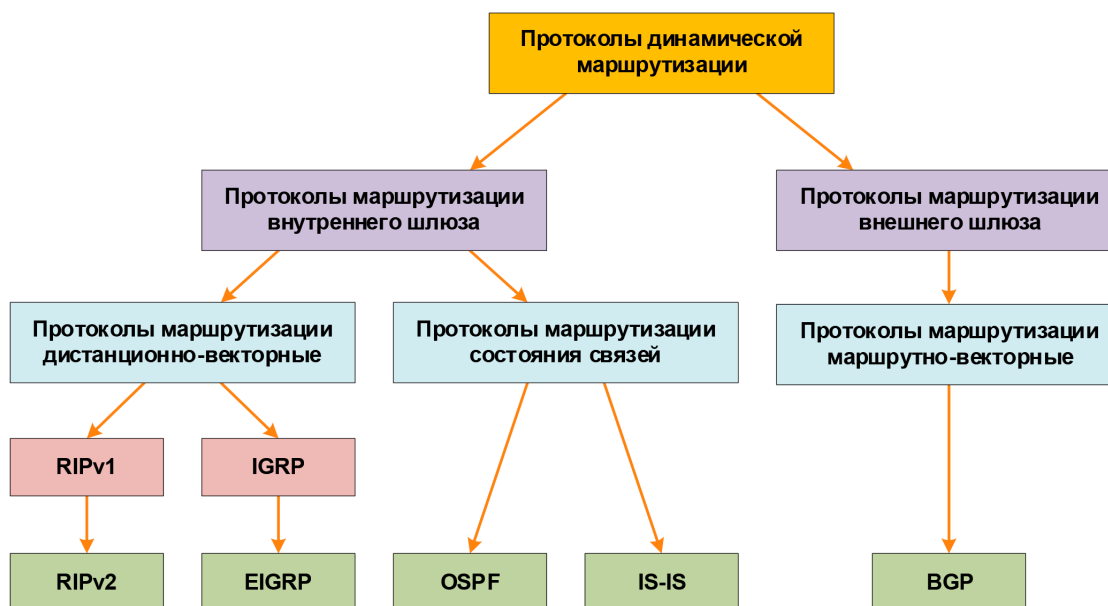 Протоколы динамической
маршрутизации
Протоколы маршрутизации
внутреннего шлюза
Протоколы маршрутизации
внешнего шлюза
Протоколы маршрутизации
дистанционно-векторные
Протоколы маршрутизации
состояния связей
Протоколы маршрутизации
маршрутно-векторные
RIPv1
IGRP
RIPv2
EIGRP
OSPF
IS-IS
BGP